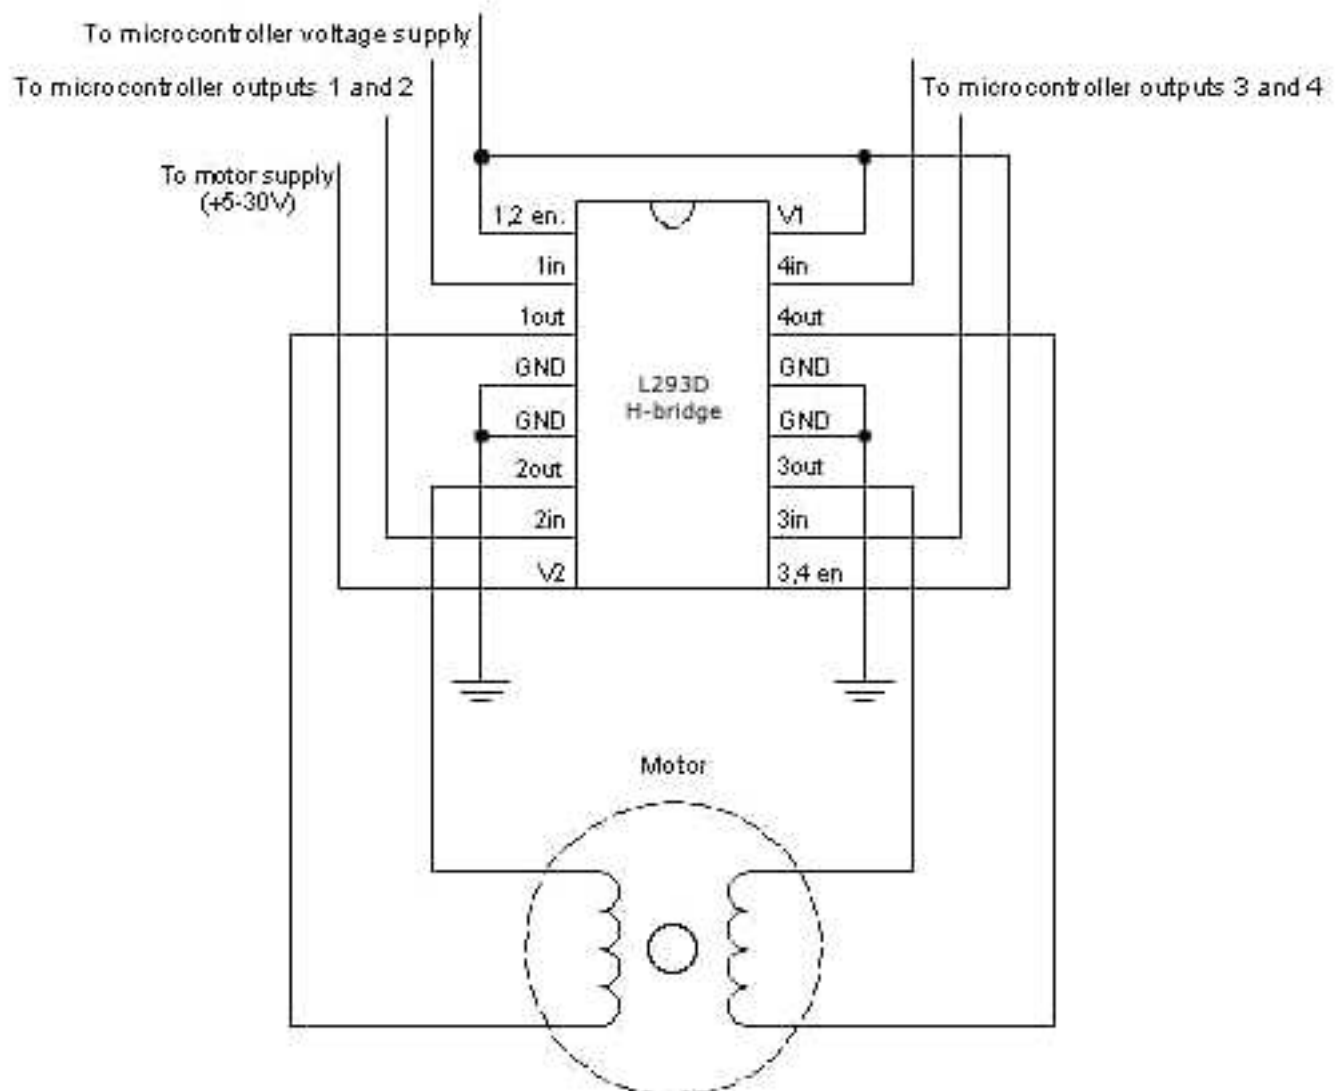 To microcontroller voltage supply
To microcontroller outputs 1 and 2
To microcontroller outputs 3 and 4
To motor supply
(+5-30V)
1,2 en.
V1
1in
4in
1out
4out
GND
GND
L293D
H-bridge
GND
GND
2out
3out
2in
3in
V2
3,4 en
Motor